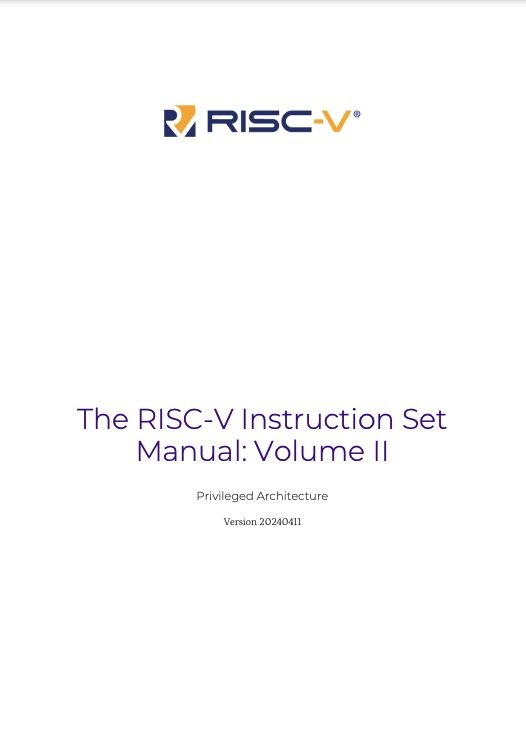 RISC-V®
The RISC-V Instruction Set
Manual: Volume II
Privileged Architecture
Version 20240411